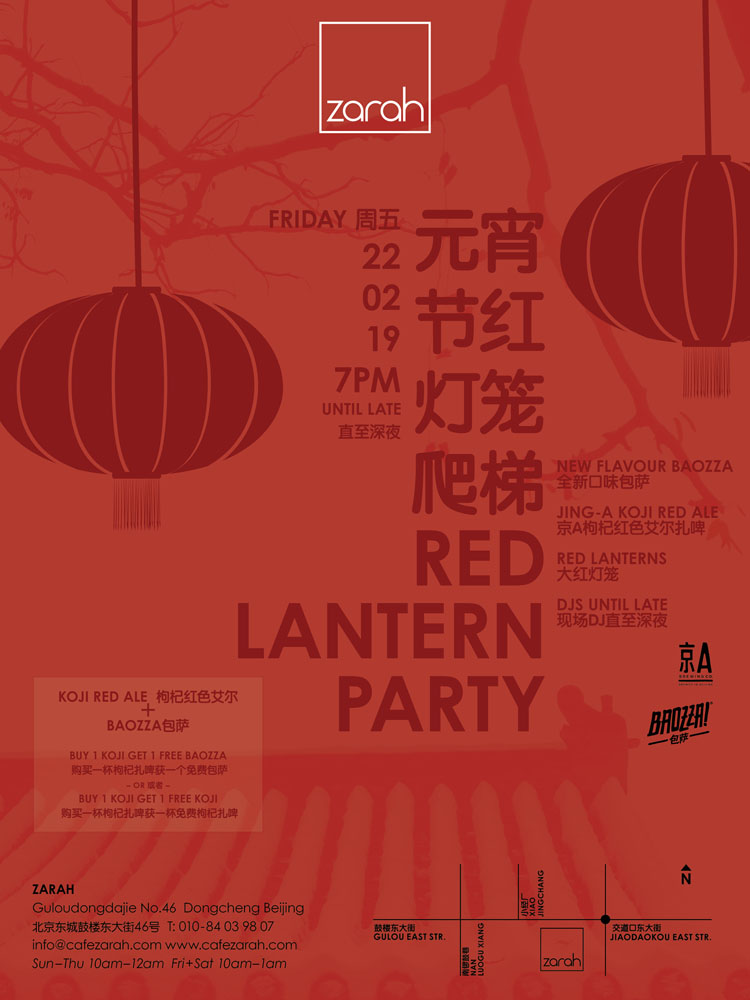 zarah
FRIDAY 周五
22
02
19
7PM
UNTIL LATE
直至深夜
元宵
节红
灯笼
爬梯
RED
LANTERN
PARTY
NEW FLAVOUR BAOZZA
全新口味包萨
JING-A KOJI RED ALE
京A枸杞红色艾尔扎啤
RED LANTERNS
大红灯笼
DJS UNTIL LATE
现场DJ直至深夜
京A
BREWING CO.
BAOZZA!
包萨
KOJI RED ALE 枸杞红色艾尔
+
BAOZZA包萨
BUY 1 KOJI GET 1 FREE BAOZZA
购买一杯枸杞扎啤获一个免费包萨
– OR 或者 –
BUY 1 KOJI GET 1 FREE KOJI
购买一杯枸杞扎啤获一杯免费枸杞扎啤
ZARAH
Guloudongdajie No.46 Dongcheng Beijing
北京东城鼓楼东大街46号 T: 010-84 03 98 07
info@cafezarah.com www.cafezarah.com
Sun–Thu 10am–12am Fri+Sat 10am–1am
鼓楼东大街
GULOU EAST STR.
南锣鼓巷
NAN
LUOGU XIANG
小经厂
XIAO
JINGCHANG
zarah
交道口东大街
JIAODAOKOU EAST STR.
N